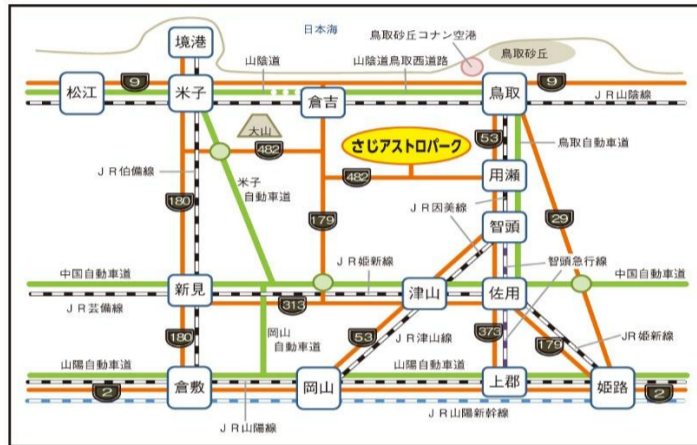 日本海
鳥取砂丘コナン空港
鳥取砂丘
境港
山陰道
山陰道鳥取西道路
9
9
松江
米子
倉吉
鳥取
JR山陰線
大山
482
さじアストロパーク
53
鳥取自動車道
JR伯備線
米子
自動車道
482
用瀬
180
179
JR因美線
智頭
29
中国自動車道
JR姫新線
智頭急行線
中国自動車道
新見
313
津山
佐用
JR芸備線
岡山
自動車道
53
JR津山線
373
JR姫新線
180
179
山陽自動車道
山陽自動車道
2
倉敷
岡山
上郡
姫路
2
JR山陽線
JR山陽新幹線